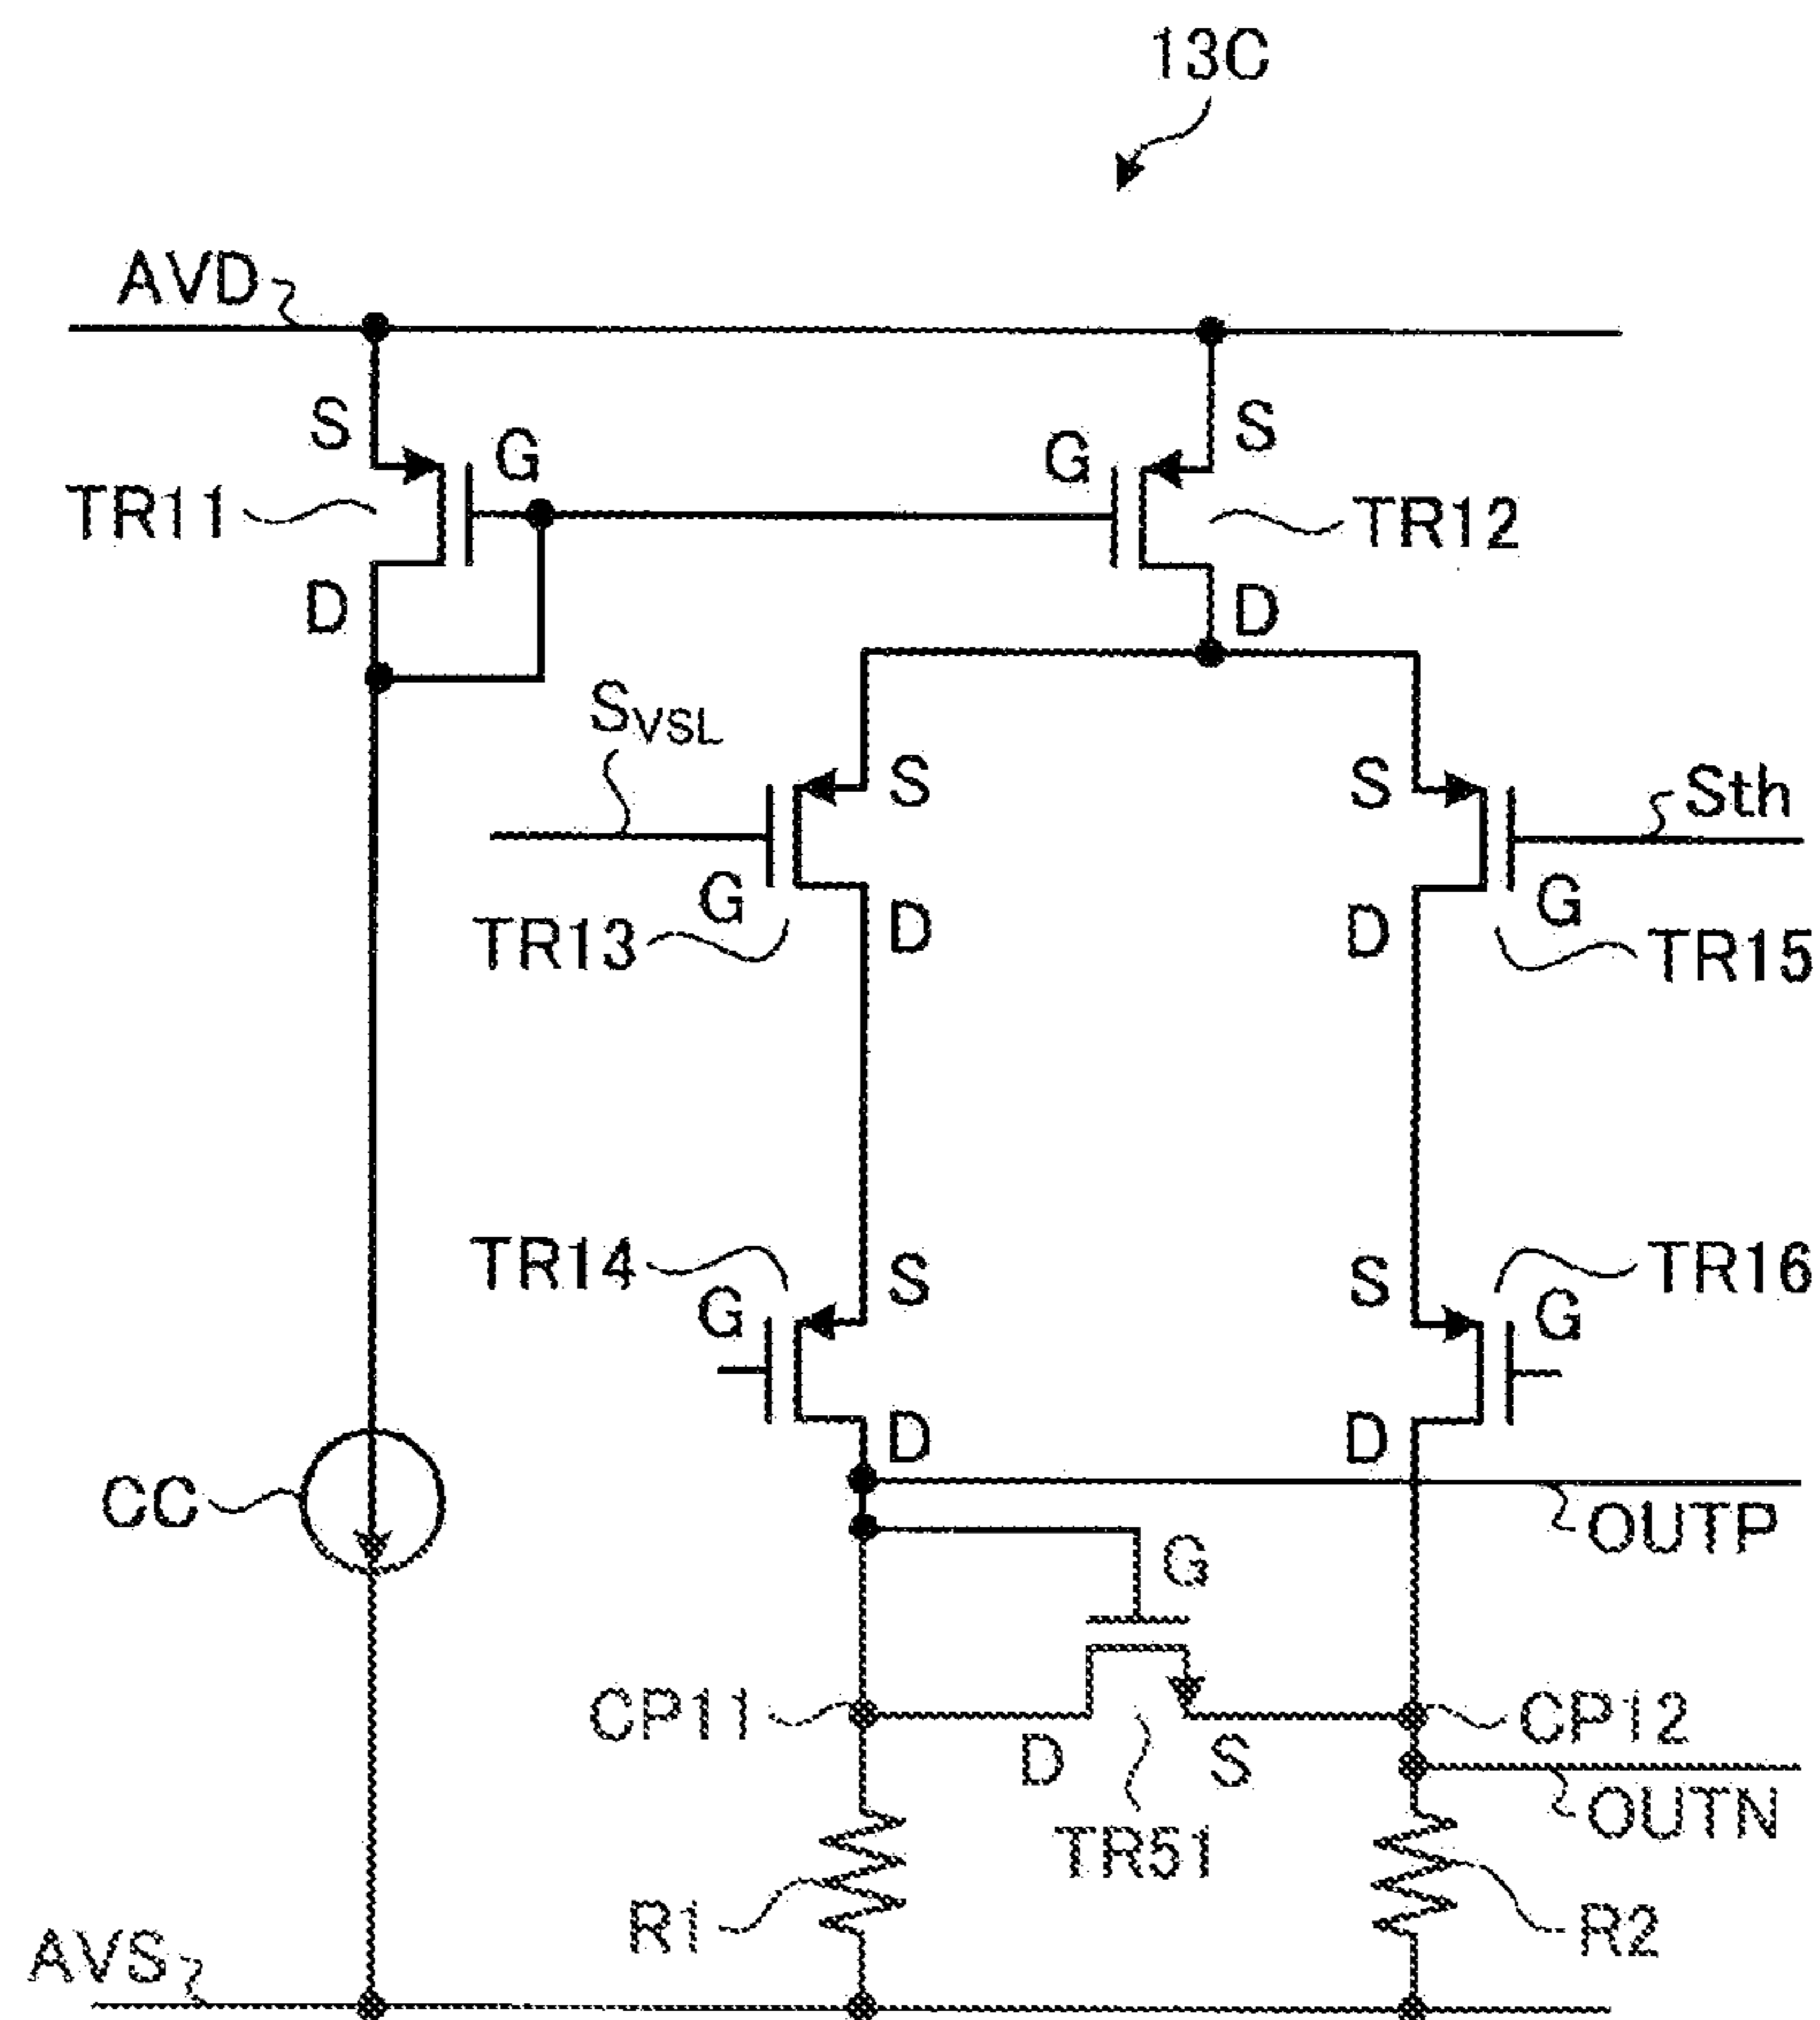 13C
AVD
S
G
G
S
TR11
TR12
D
D
SVSL
S
S
Sth
G
D
D
G
TR13
TR15
TR14
S
S
TR16
G
G
D
D
CC
OUTP
G
CP11
D
S
CP12
TR51
OUTN
R1
R2
AVS